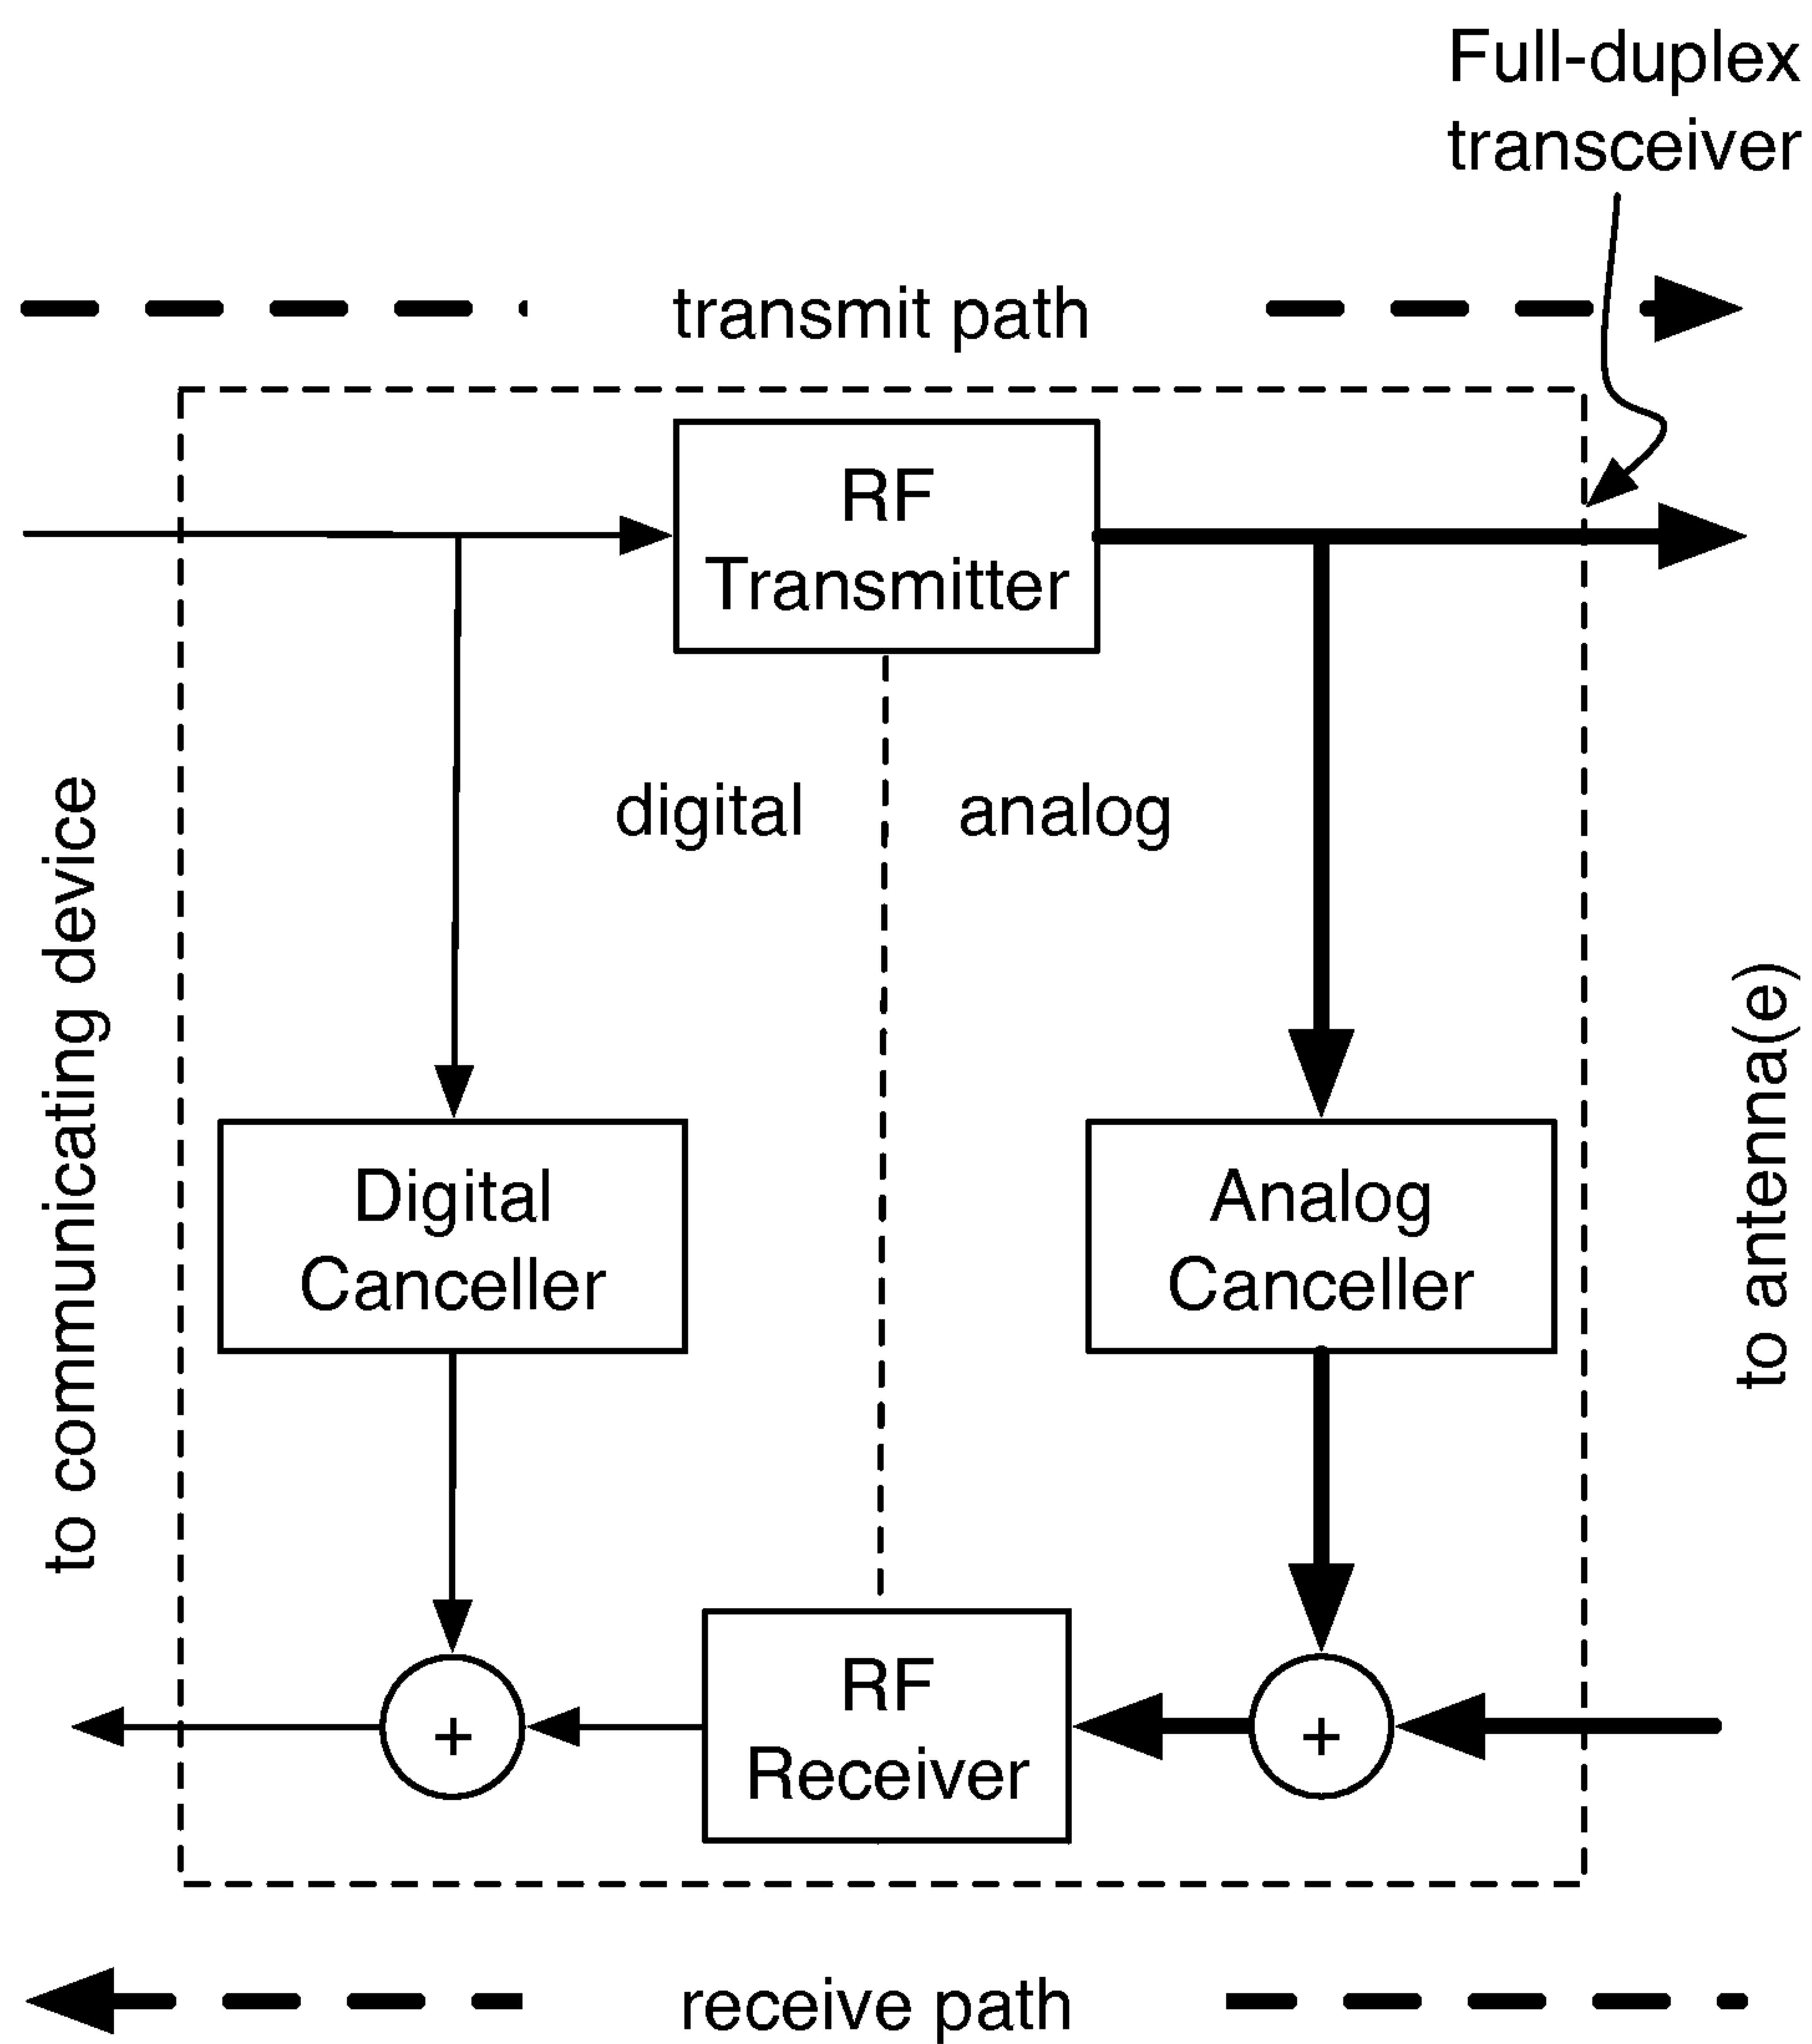 Full-duplex
transceiver
transmit path
RF
Transmitter
digital
analog
to communicating device
to antenna(e)
Digital
Canceller
Analog
Canceller
+
RF
Receiver
+
receive path